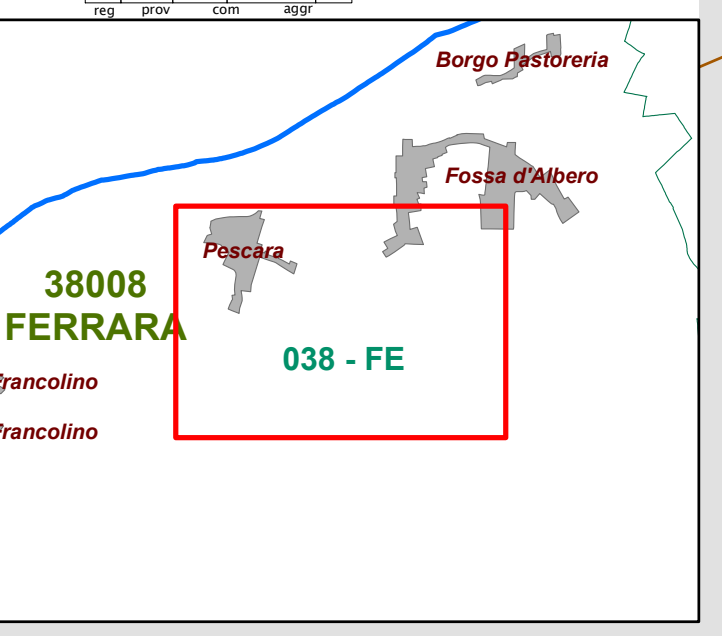 reg prov com aggr
Borgo Pastoreria
Fossa d'Albero
Pescara
38008
FERRARA
038 - FE
Francolino
Francolino